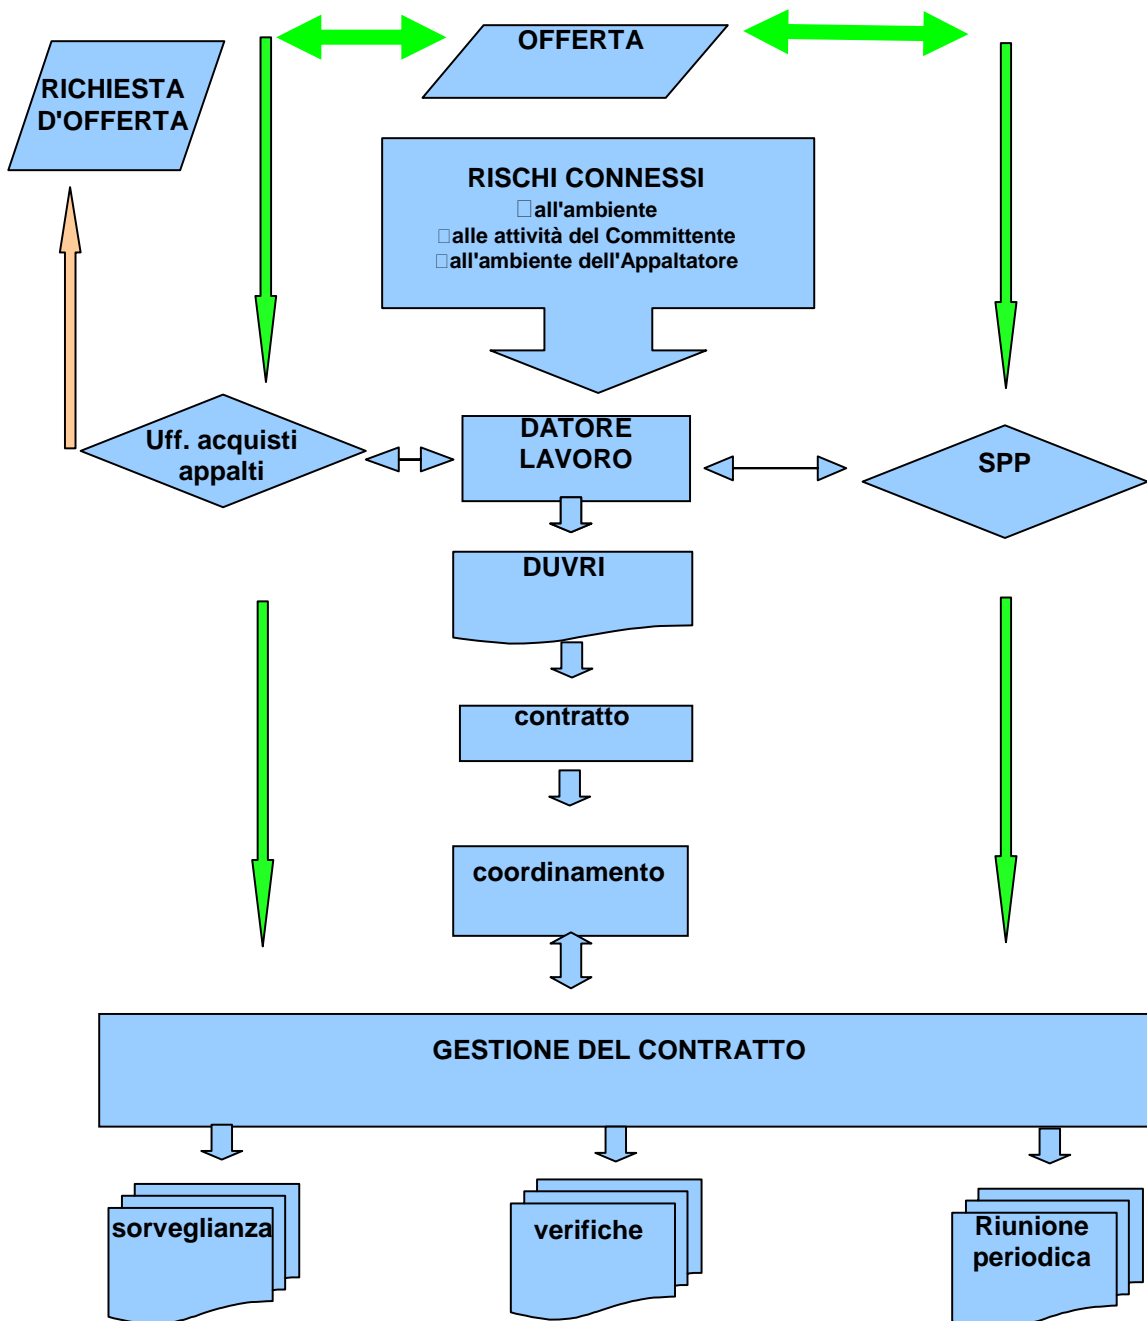 OFFERTA
RICHIESTA
D'OFFERTA
RISCHI CONNESSI
all'ambiente
alle attività del Committente
all'ambiente dell'Appaltatore
Uff. acquisti
appalti
DATORE
LAVORO
SPP
DUVRI
contratto
coordinamento
GESTIONE DEL CONTRATTO
sorveglianza
verifiche
Riunione
periodica